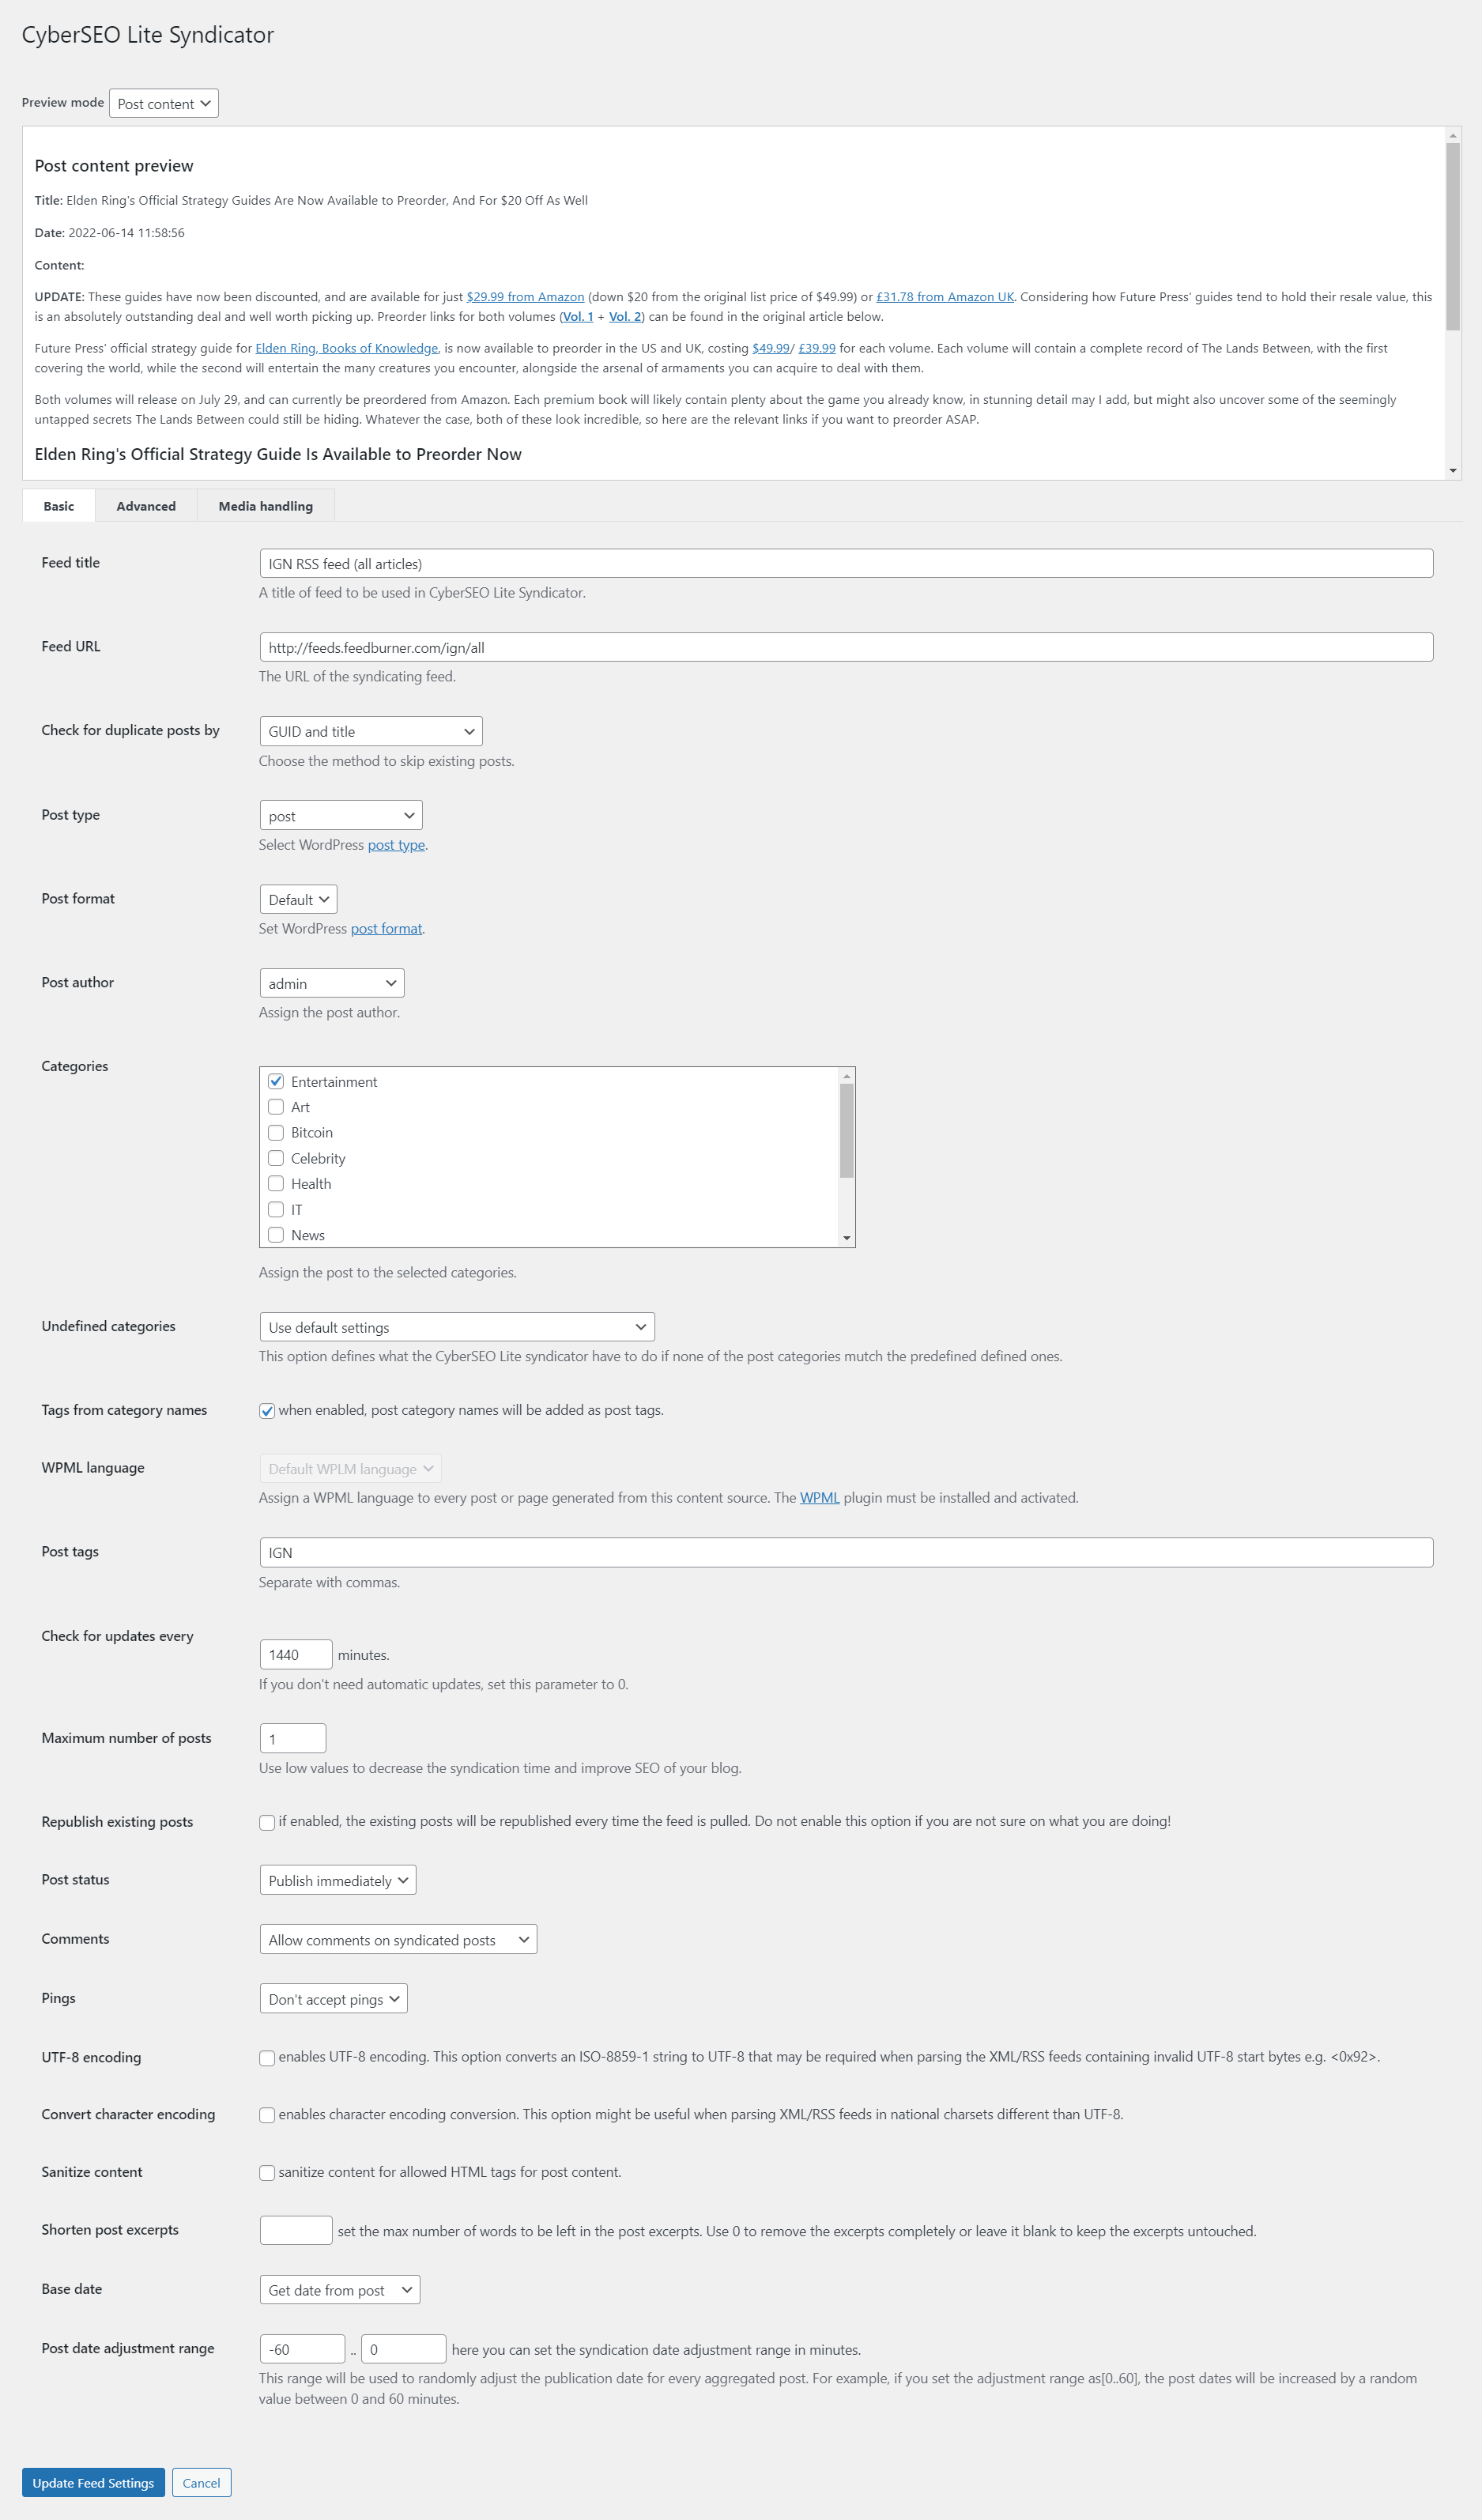 CyberSEO Lite Syndicator
Preview mode Post content
Post content preview
Title: Elden Ring's Official Strategy Guides Are Now Available to Preorder, And For $20 Off As Well
Date: 2022-06-14 11:58:56
Content:
UPDATE: These guides have now been discounted, and are available for just $29.99 from Amazon (down $20 from the original list price of $49.99) or £31.78 from Amazon UK. Considering how Future Press' guides tend to hold their resale value, this
is an absolutely outstanding deal and well worth picking up. Preorder links for both volumes (Vol. 1 + Vol. 2) can be found in the original article below.
Future Press' official strategy guide for Elden Ring, Books of Knowledge, is now available to preorder in the US and UK, costing $49.99/ £39.99 for each volume. Each volume will contain a complete record of The Lands Between, with the first
covering the world, while the second will entertain the many creatures you encounter, alongside the arsenal of armaments you can acquire to deal with them.
Both volumes will release on July 29, and can currently be preordered from Amazon. Each premium book will likely contain plenty about the game you already know, in stunning detail may I add, but might also uncover some of the seemingly
untapped secrets The Lands Between could still be hiding. Whatever the case, both of these look incredible, so here are the relevant links if you want to preorder ASAP.
Elden Ring's Official Strategy Guide Is Available to Preorder Now
Basic Advanced Media handling
Feed title IGN RSS feed (all articles)
A title of feed to be used in CyberSEO Lite Syndicator.
Feed URL http://feeds.feedburner.com/ign/all
The URL of the syndicating feed.
Check for duplicate posts by GUID and title
Choose the method to skip existing posts.
Post type post
Select WordPress post type.
Post format Default
Set WordPress post format.
Post author admin
Assign the post author.
Categories
Entertainment
Art
Bitcoin
Celebrity
Health
IT
News
Assign the post to the selected categories.
Undefined categories Use default settings
This option defines what the CyberSEO Lite syndicator have to do if none of the post categories mutch the predefined defined ones.
Tags from category names when enabled, post category names will be added as post tags.
WPML language Default WPLM language
Assign a WPML language to every post or page generated from this content source. The WPML plugin must be installed and activated.
Post tags IGN
Separate with commas.
Check for updates every
1440 minutes.
If you don't need automatic updates, set this parameter to 0.
Maximum number of posts 1
Use low values to decrease the syndication time and improve SEO of your blog.
Republish existing posts if enabled, the existing posts will be republished every time the feed is pulled. Do not enable this option if you are not sure on what you are doing!
Post status Publish immediately
Comments Allow comments on syndicated posts
Pings Don't accept pings
UTF-8 encoding enables UTF-8 encoding. This option converts an ISO-8859-1 string to UTF-8 that may be required when parsing the XML/RSS feeds containing invalid UTF-8 start bytes e.g. <0x92>.
Convert character encoding enables character encoding conversion. This option might be useful when parsing XML/RSS feeds in national charsets different than UTF-8.
Sanitize content sanitize content for allowed HTML tags for post content.
Shorten post excerpts set the max number of words to be left in the post excerpts. Use 0 to remove the excerpts completely or leave it blank to keep the excerpts untouched.
Base date Get date from post
Post date adjustment range -60 .. 0 here you can set the syndication date adjustment range in minutes.
This range will be used to randomly adjust the publication date for every aggregated post. For example, if you set the adjustment range as[0..60], the post dates will be increased by a random
value between 0 and 60 minutes.
Update Feed Settings Cancel